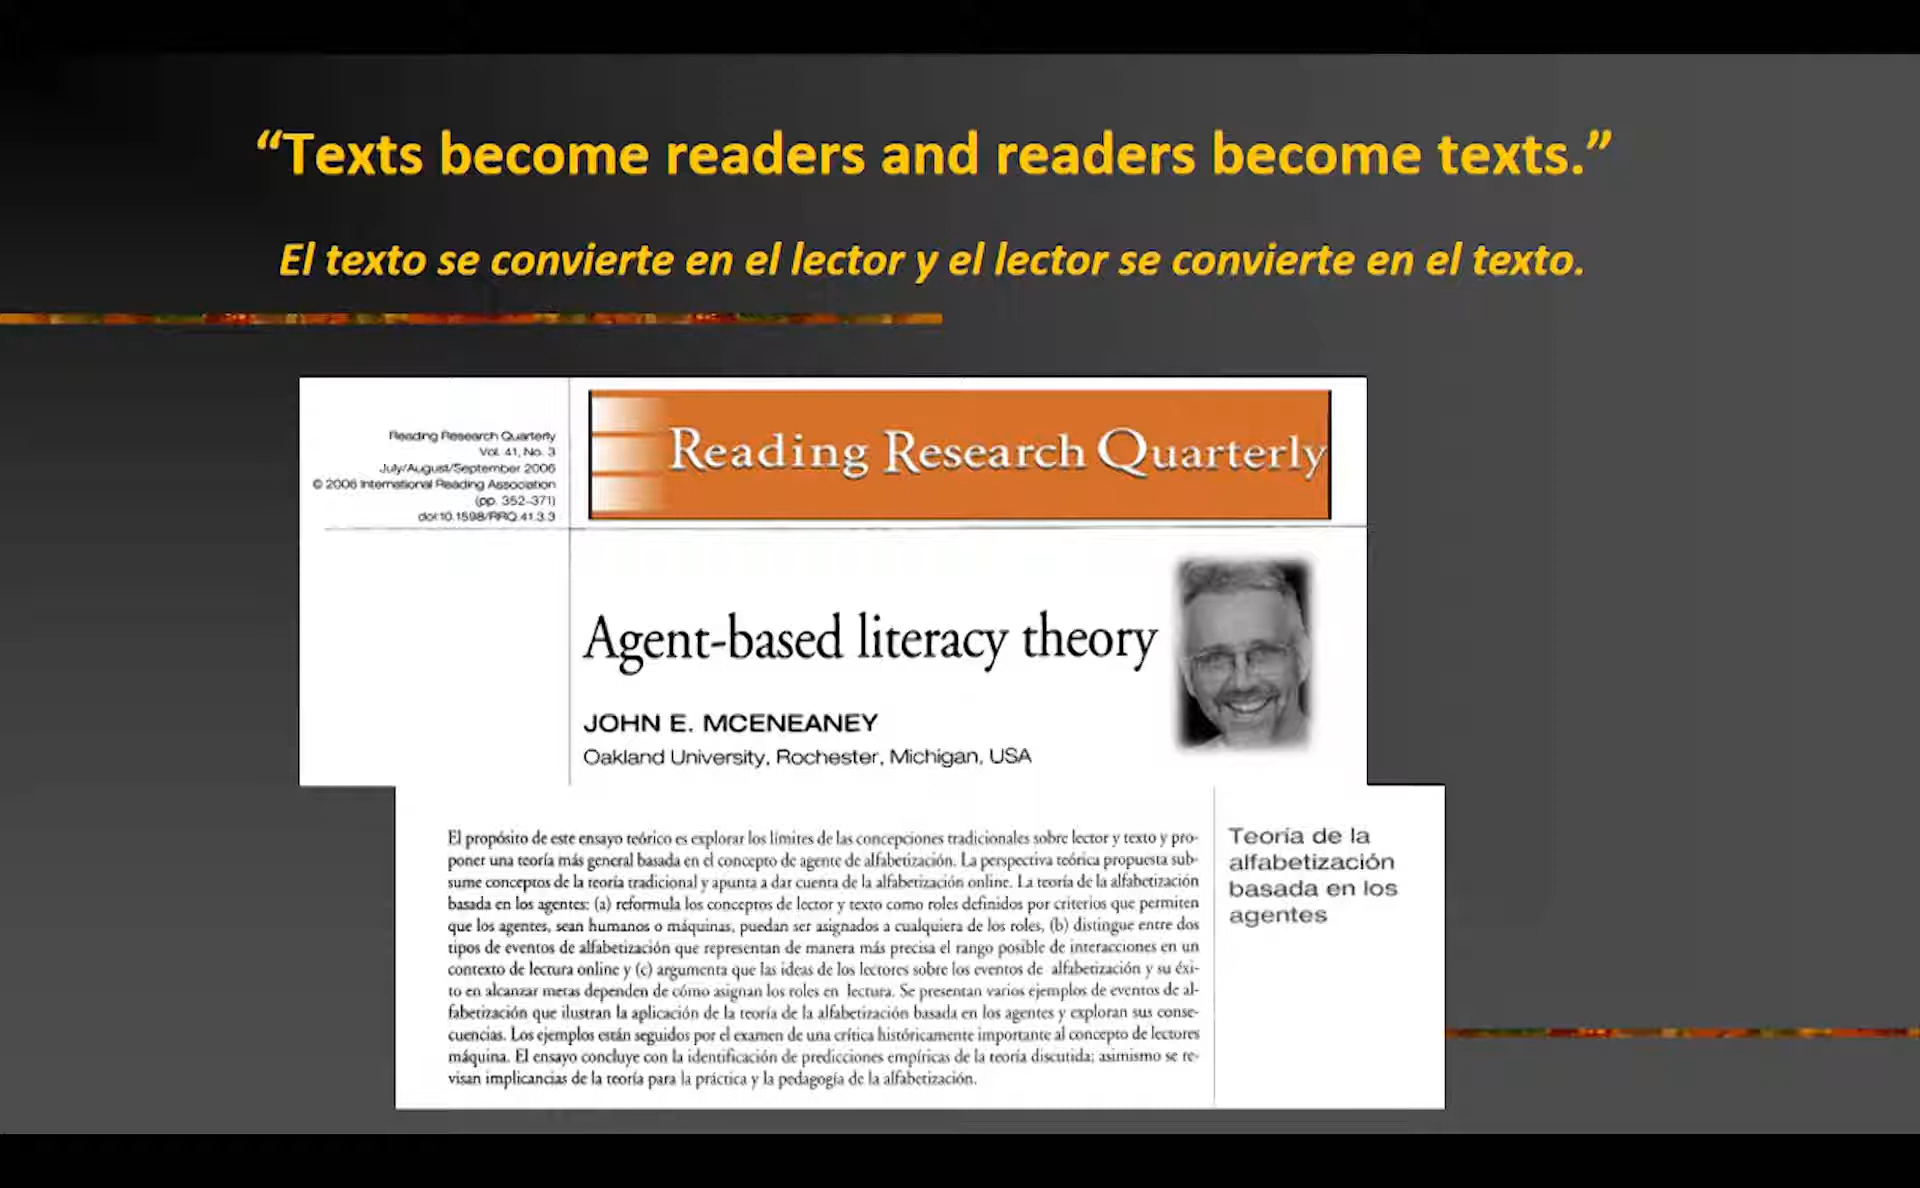 “Texts become readers and readers become texts.”
El texto se convierte en el lector y el lector se convierte en el texto.
Reading Research Quarterly
Vol. 41, No. 3
July/August/September 2006
© 2006 International Reading Association
(pp. 352–371)
doi:10.1598/RRQ.41.3.3
Reading Research Quarterly
Agent-based literacy theory
JOHN E. MCENEANEY
Oakland University, Rochester, Michigan, USA
El propósito de este ensayo teórico es explorar los límites de las concepciones tradicionales sobre lector y texto y pro-
poner una teoría más general basada en el concepto de agente de alfabetización. La perspectiva teórica propuesta sub-
sume conceptos de la teoría tradicional y apunta a dar cuenta de la alfabetización online. La teoría de la alfabetización
basada en los agentes: (a) reformula los conceptos de lector y texto como roles definidos por criterios que permiten
que los agentes, sean humanos o máquinas, puedan ser asignados a cualquiera de los roles, (b) distingue entre dos
tipos de eventos de alfabetización que representan de manera más precisa el rango posible de interacciones en un
contexto de lectura online y (c) argumenta que las ideas de los lectores sobre los eventos de alfabetización y su éxi-
to en alcanzar metas dependen de cómo asignan los roles en lectura. Se presentan varios ejemplos de eventos de al-
fabetización que ilustran la aplicación de la teoría de la alfabetización basada en los agentes y exploran sus conse-
cuencias. Los ejemplos están seguidos por el examen de una crítica históricamente importante al concepto de lectores
máquina. El ensayo concluye con la identificación de predicciones empíricas de la teoría discutida; asimismo se re-
visan implicancias de la teoría para la práctica y la pedagogía de la alfabetización.
Teoría de la
alfabetización
basada en los
agentes